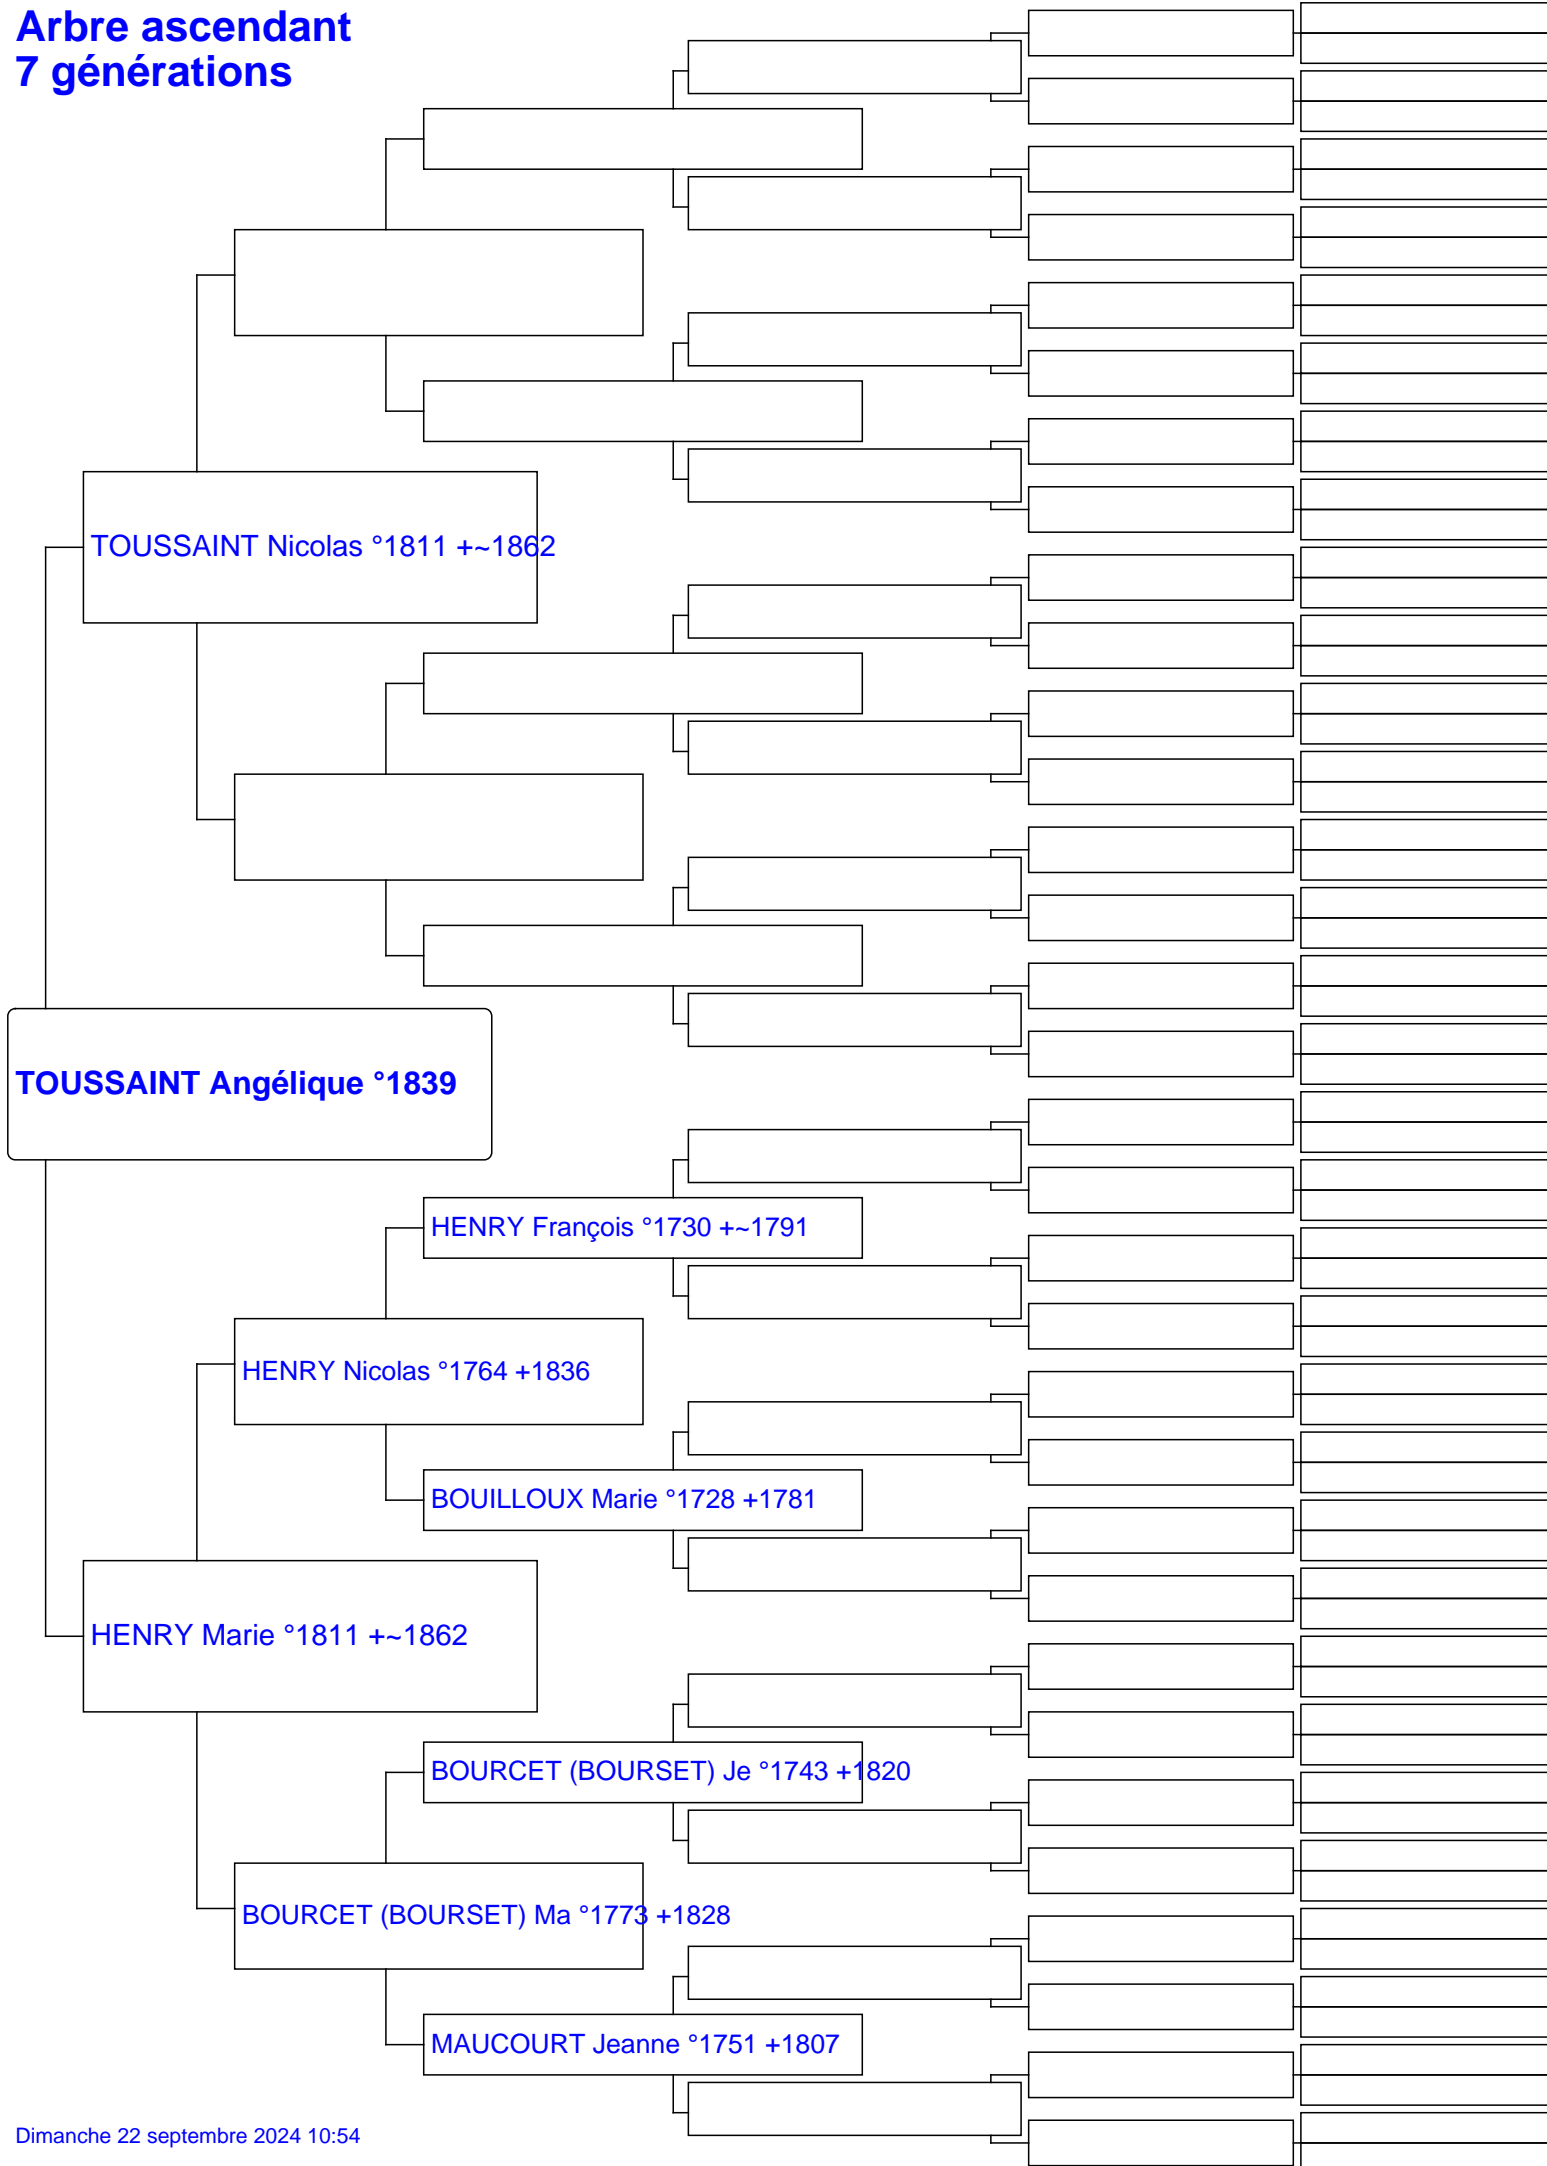 Arbre ascendant
7 générations
TOUSSAINT Nicolas °1811 +~1862
TOUSSAINT Angélique °1839
HENRY François °1730 +~1791
HENRY Nicolas °1764 +1836
BOUILLOUX Marie °1728 +1781
HENRY Marie °1811 +~1862
BOURCET (BOURSET) Je °1743 +1820
BOURCET (BOURSET) Ma °1773 +1828
MAUCOURT Jeanne °1751 +1807
Dimanche 22 septembre 2024 10:54